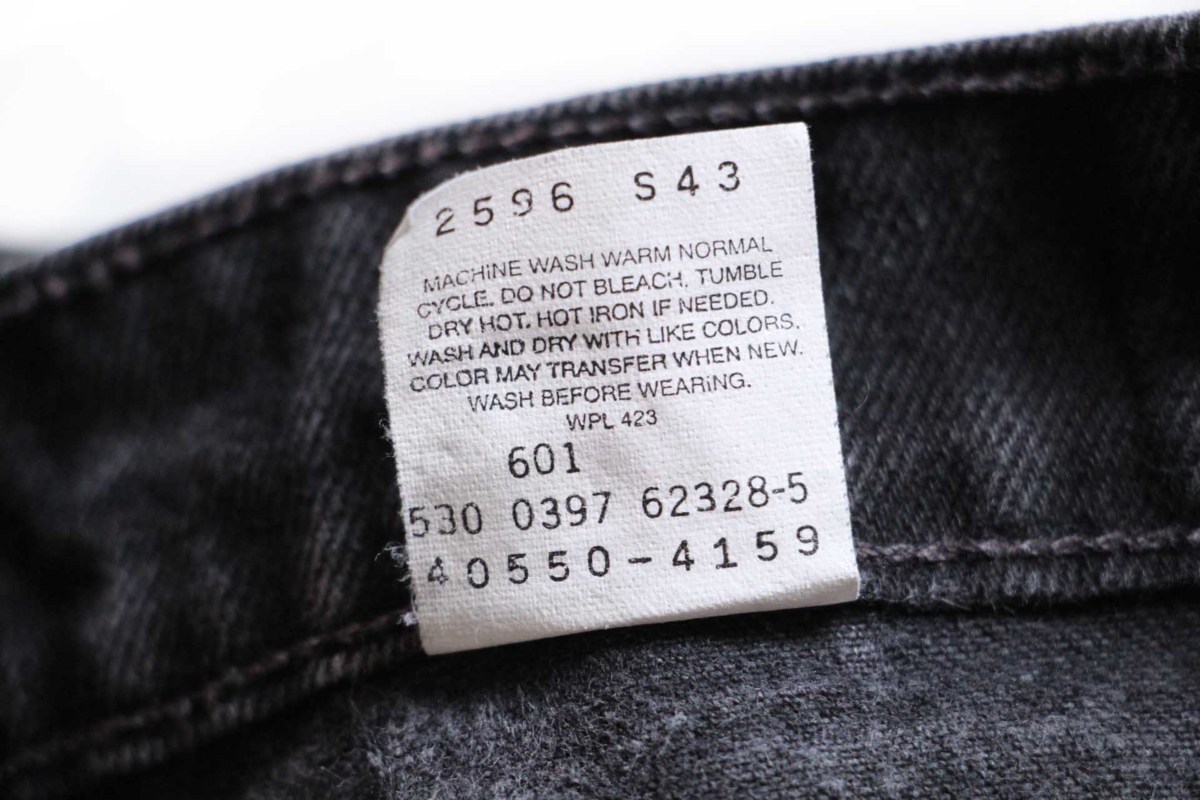 2596 S43
MACHINE WASH WARM NORMAL
CYCLE. DO NOT BLEACH. TUMBLE
DRY HOT. HOT IRON IF NEEDED.
WASH AND DRY WITH LIKE COLORS.
COLOR MAY TRANSFER WHEN NEW.
WASH BEFORE WEARING.
WPL 423
601
530 0397 62328-5
40550-4159